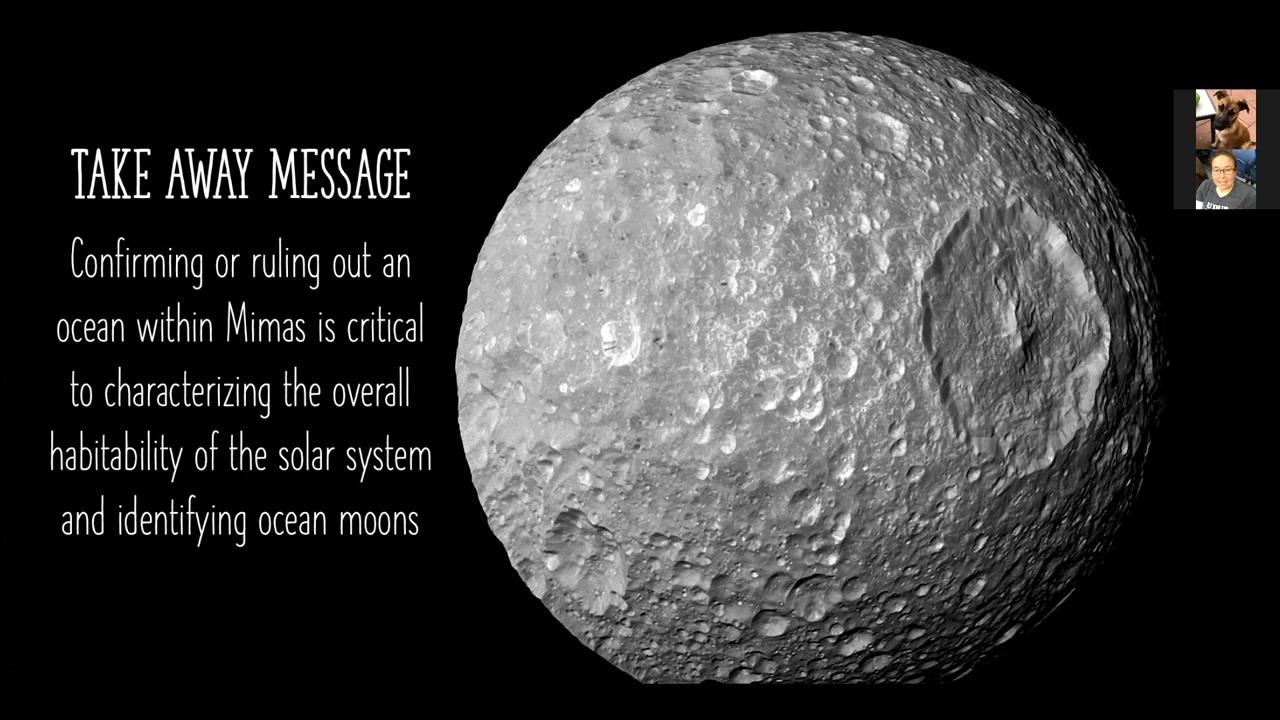 TAKE AWAY MESSAGE
Confirming or ruling out an
ocean within Mimas is critical
to characterizing the overall
habitability of the solar system
and identifying ocean moons